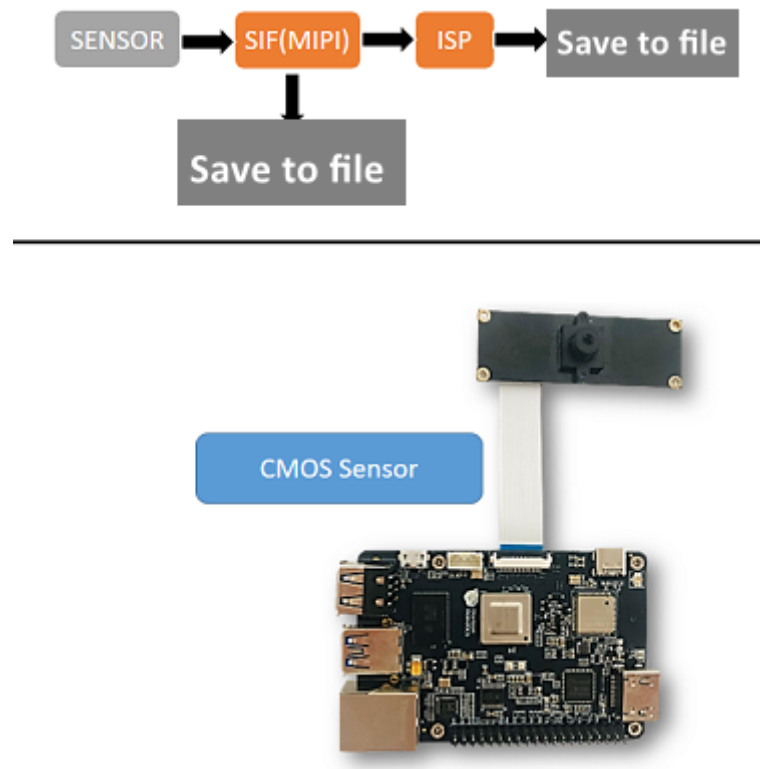 SENSOR
SIF(MIPI)
ISP
Save to file
Save to file
CMOS Sensor